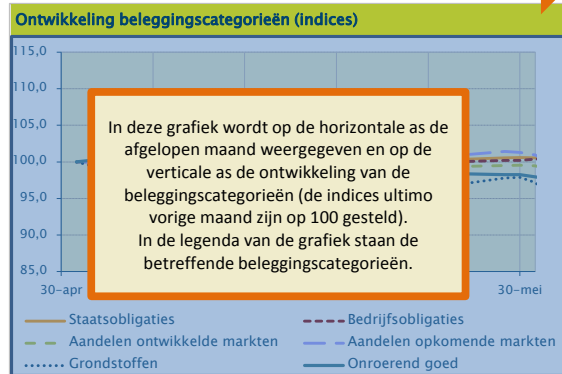 Ontwikkeling beleggingscategorieën (indices)
115,0
110,0
105,0
100,0
95,0
90,0
85,0
In deze grafiek wordt op de horizontale as de
afgelopen maand weergegeven en op de
verticale as de ontwikkeling van de
beleggingscategorieën (de indices ultimo
vorige maand zijn op 100 gesteld).
In de legenda van de grafiek staan de
betreffende beleggingscategorieën.
30-apr
30-mei
Staatsobligaties
Bedrijfsobligaties
Aandelen ontwikkelde markten
Aandelen opkomende markten
Grondstoffen
Onroerend goed